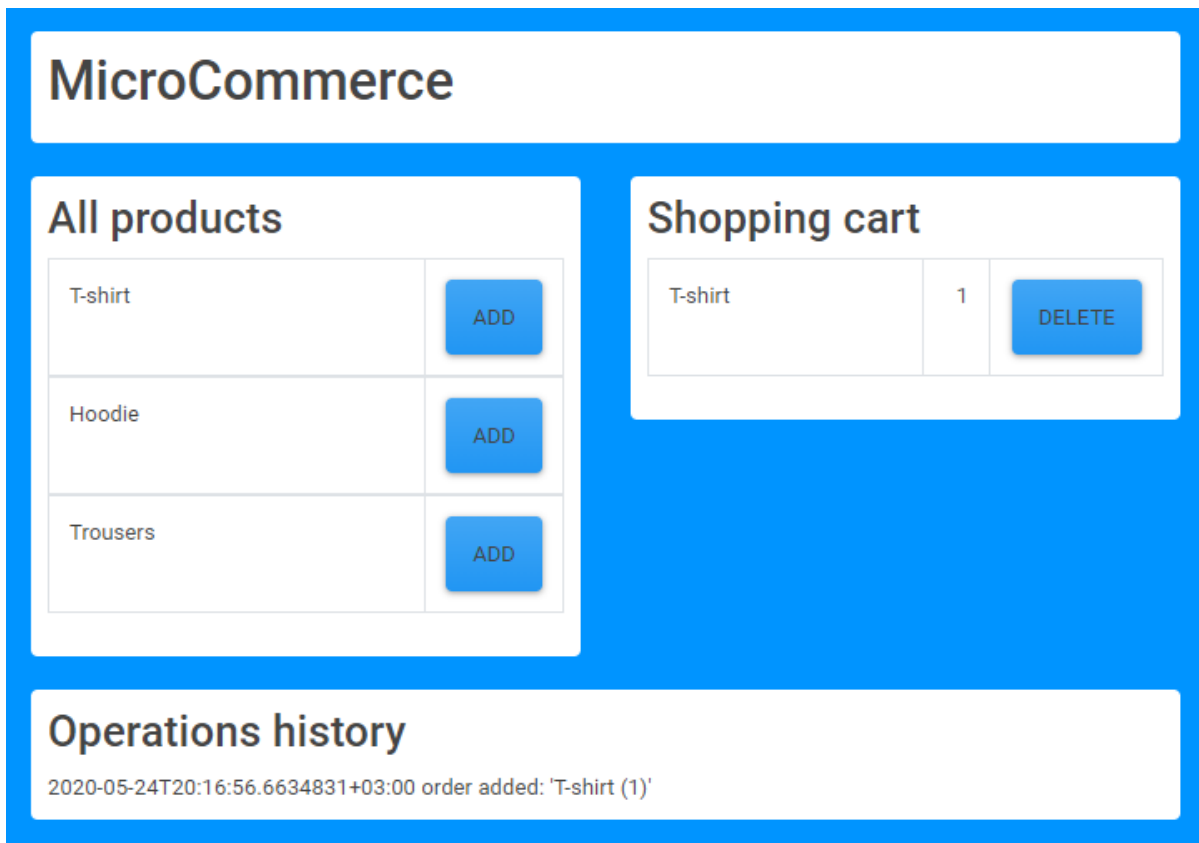 MicroCommerce
All products
T-shirt
ADD
Hoodie
ADD
Trousers
ADD
Shopping cart
T-shirt 1 DELETE
Operations history
2020-05-24T20:16:56.6634831+03:00 order added: 'T-shirt (1)'